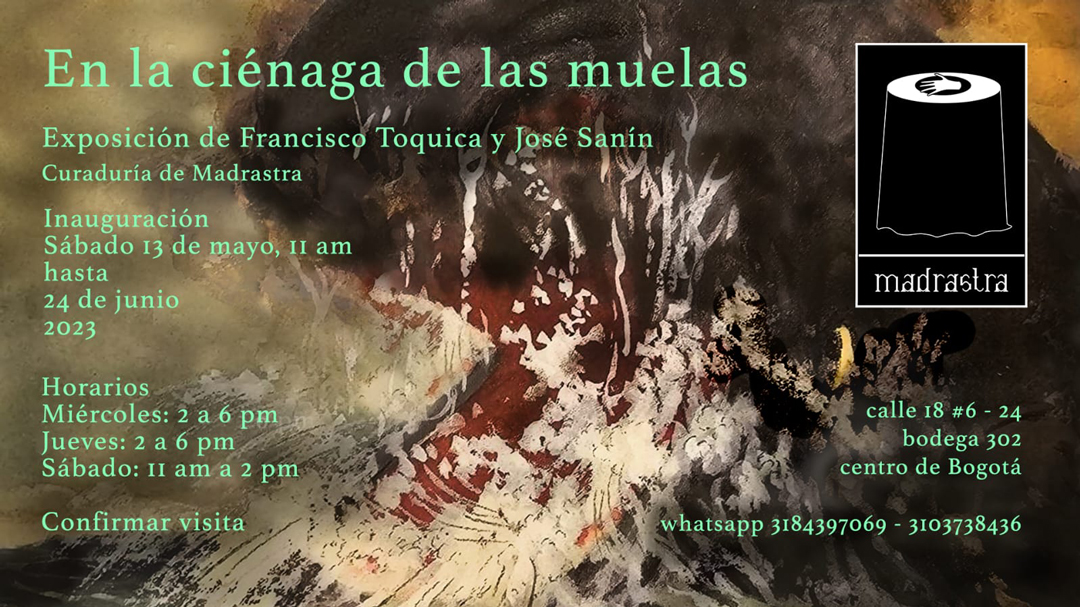 En la ciénaga de las muelas
Exposición de Francisco Toquica y José Sanín
Curaduría de Madrastra
Inauguración
Sábado 13 de mayo, 11 am
hasta
24 de junio
2023
Horarios
Miércoles: 2 a 6 pm
Jueves: 2 a 6 pm
Sábado: 11 am a 2 pm
Confirmar visita
madrastra
calle 18 #6 - 24
bodega 302
centro de Bogotá
whatsapp 3184397069 - 3103738436